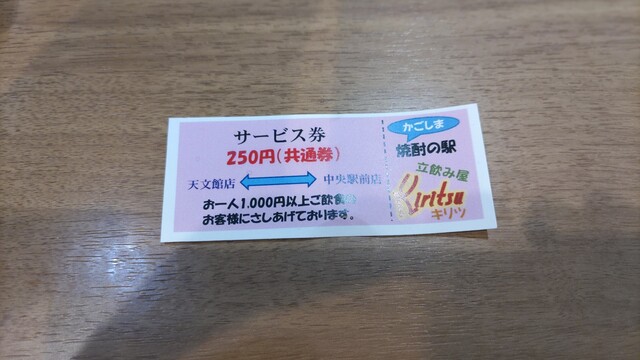 サービス券
250円(共通券)
天文館店
中央駅前店
お一人1,000円以上ご飲食の
お客様にさしあげております。
かごしま
焼酎の駅
立飲み屋
Kiritsu
キリツ